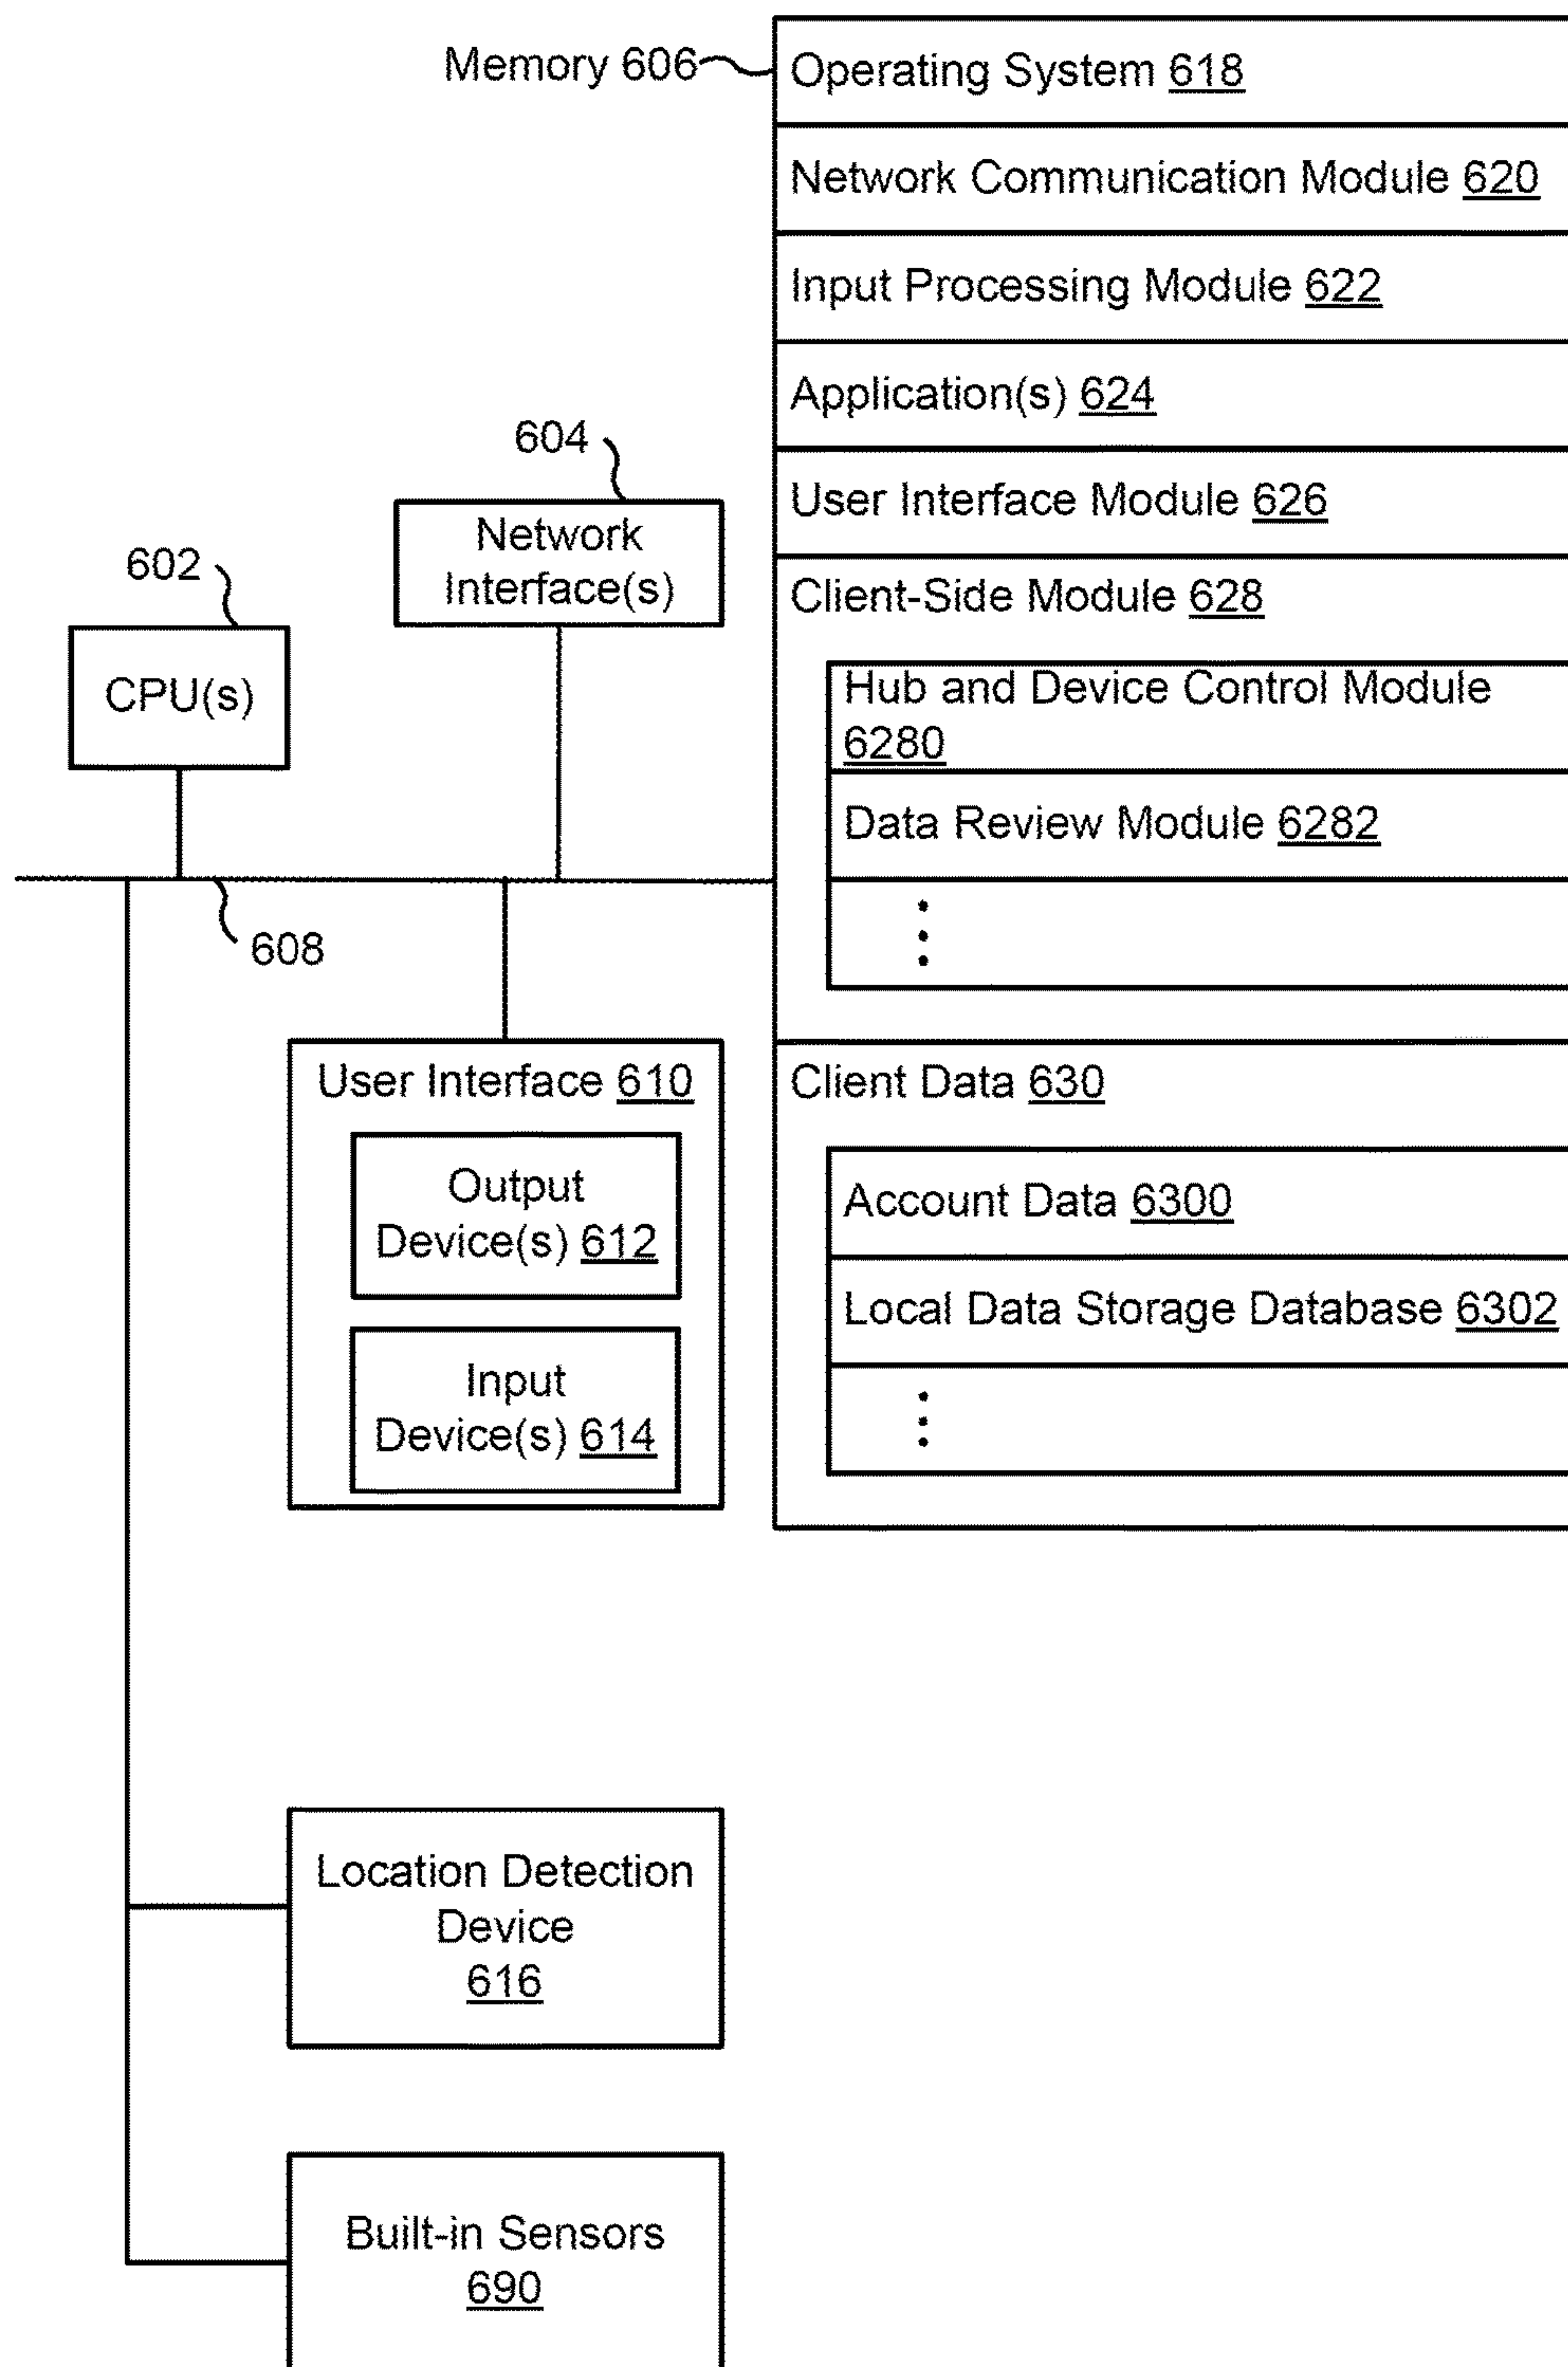 Memory 606
Operating System 618
Network Communication Module 620
Input Processing Module 622
Application(s) 624
User Interface Module 626
Client-Side Module 628
Hub and Device Control Module
6280
Data Review Module 6282
Client Data 630
Account Data 6300
Local Data Storage Database 6302
604
Network
Interface(s)
602
CPU(s)
608
User Interface 610
Output
Device(s) 612
Input
Device(s) 614
Location Detection
Device
616
Built-in Sensors
690